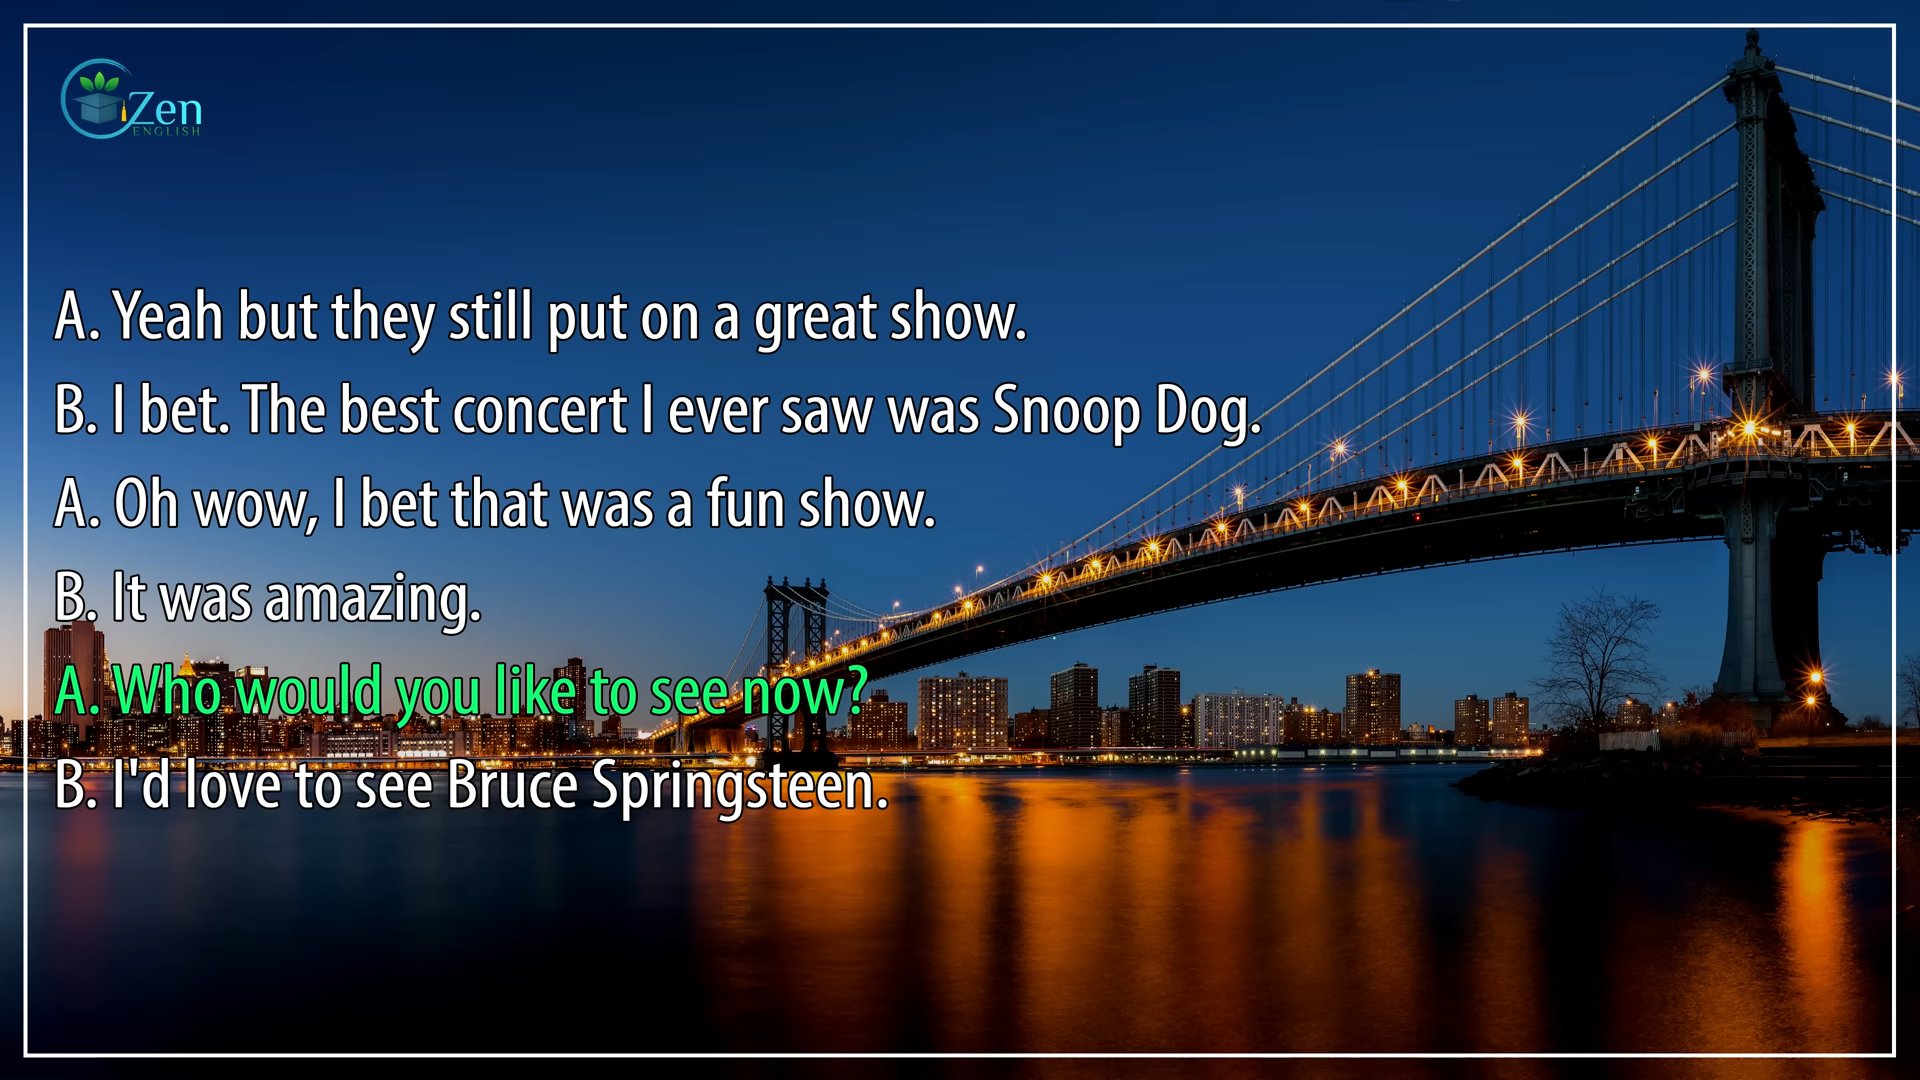 Zen
ENGLISH
A. Yeah but they still put on a great show.
B. I bet. The best concert I ever saw was Snoop Dog.
A. Oh wow, I bet that was a fun show.
B. It was amazing.
A. Who would you like to see now?
B. I'd love to see Bruce Springsteen.